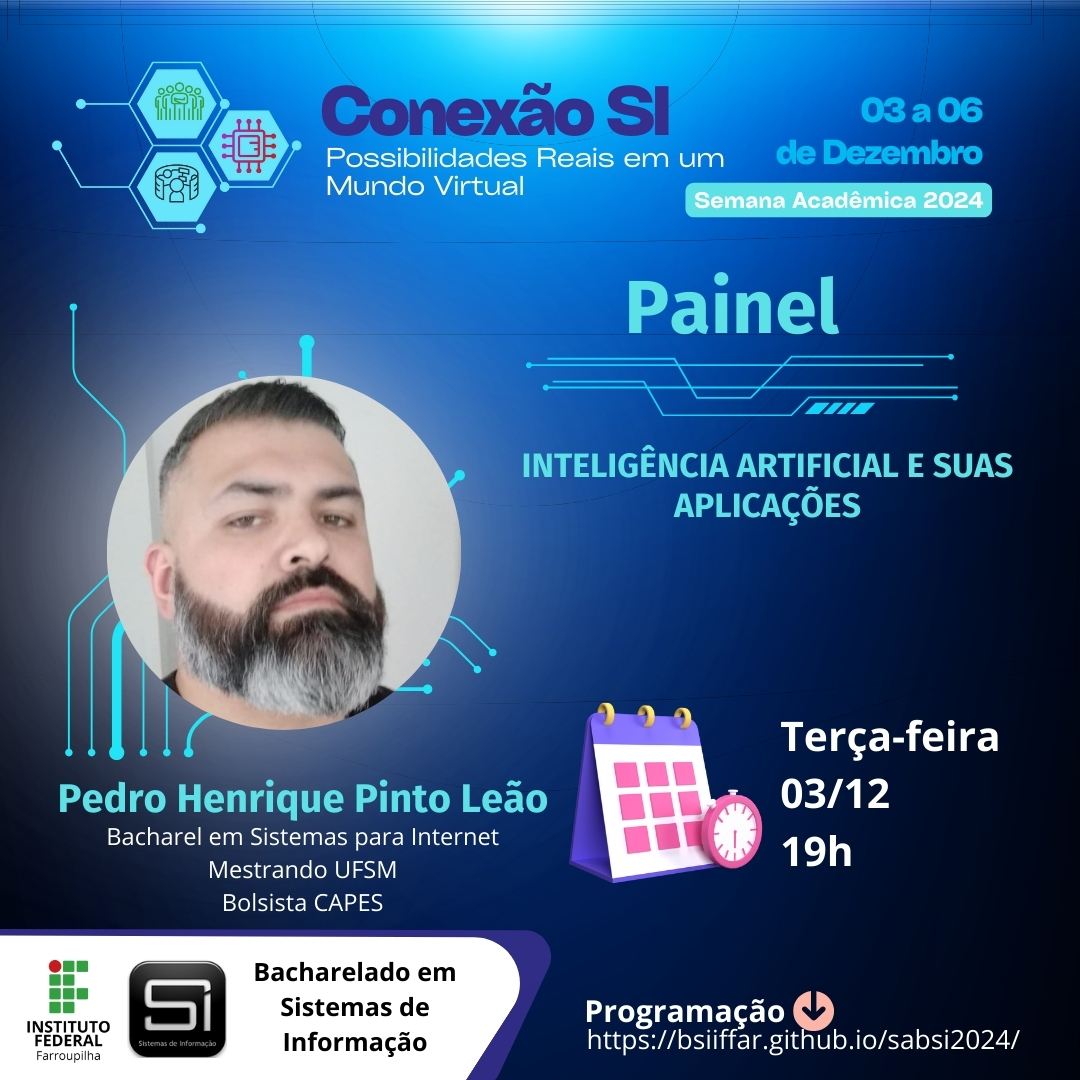 Conexão SI
Possibilidades Reais em um
Mundo Virtual
03 a 06
de Dezembro
Semana Acadêmica 2024
Painel
INTELIGÊNCIA ARTIFICIAL E SUAS
APLICAÇÕES
Pedro Henrique Pinto Leão
Bacharel em Sistemas para Internet
Mestrando UFSM
Bolsista CAPES
Terça-feira
03/12
19h
INSTITUTO
FEDERAL
Farroupilha
Si
Sistemas de Informação
Bacharelado em
Sistemas de
Informação
Programação
https://bsiiffar.github.io/sabsi2024/